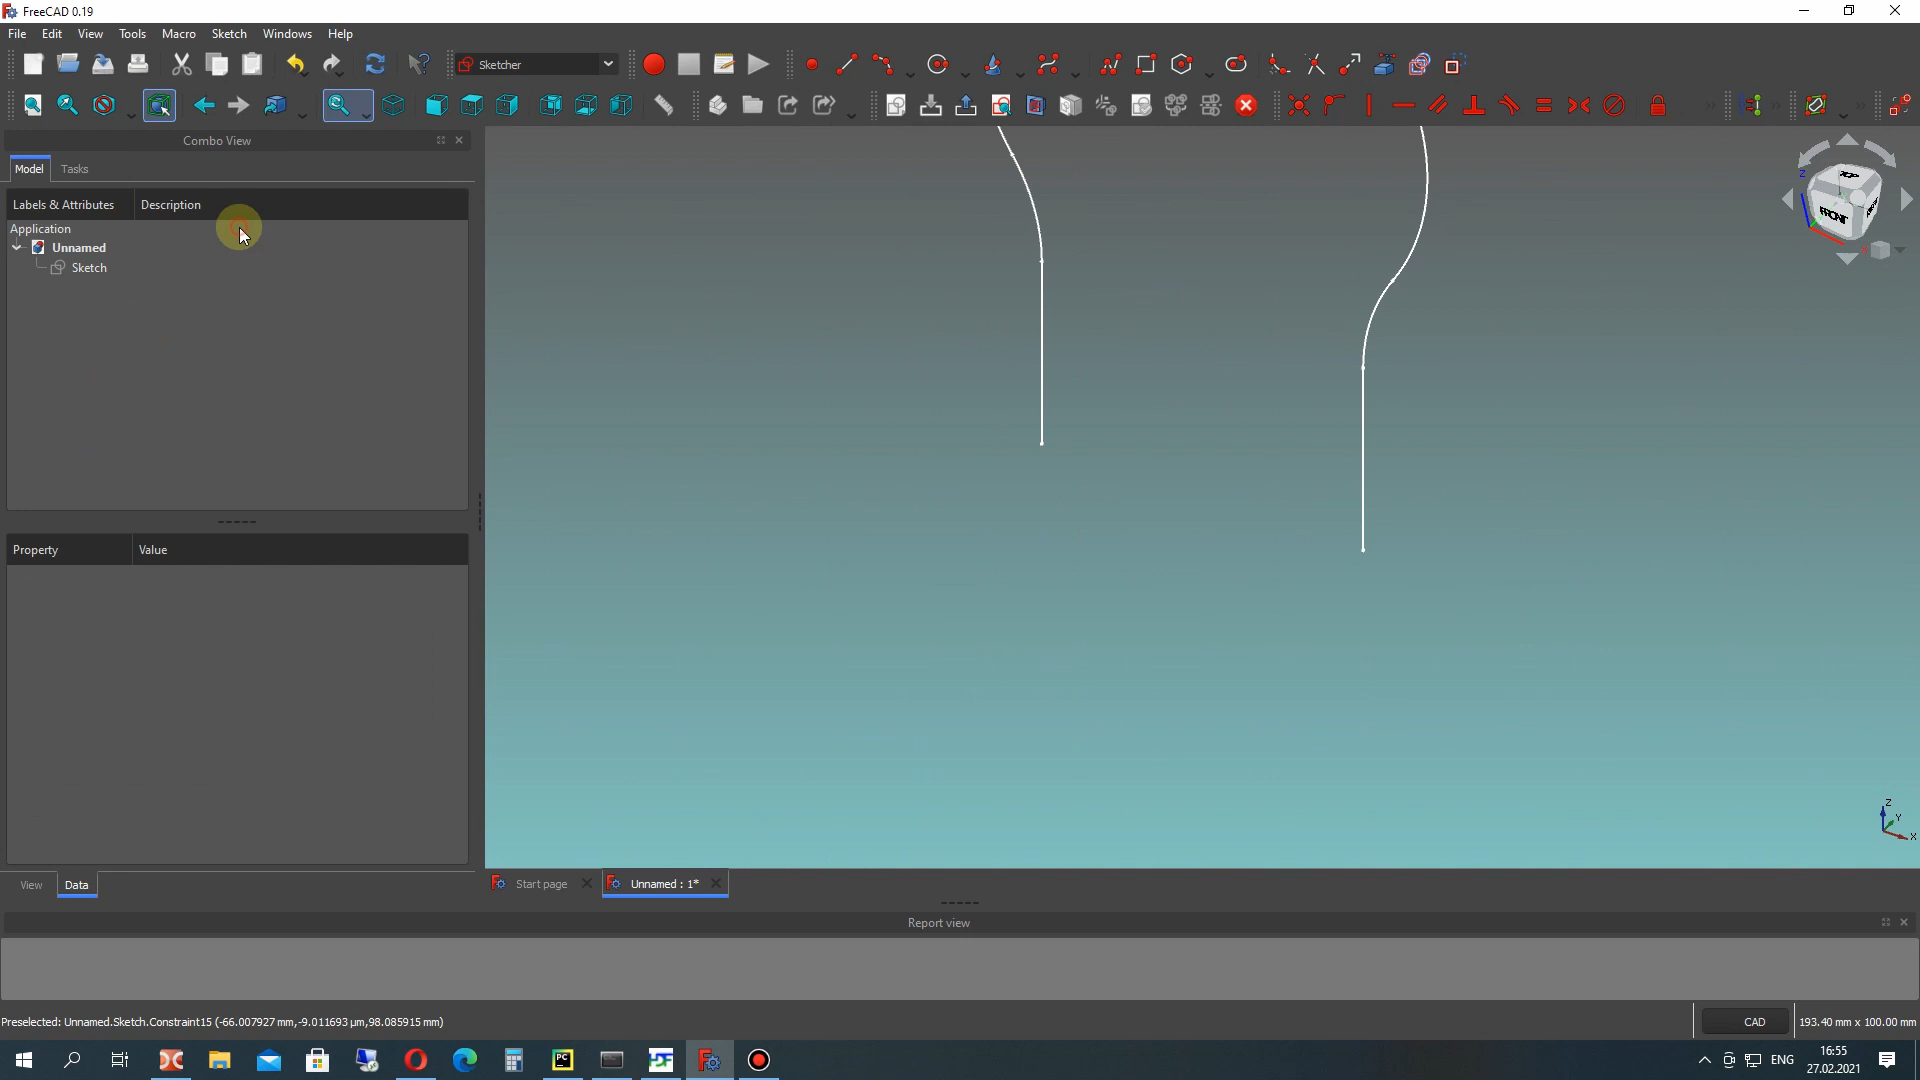 FreeCAD 0.19
File Edit View Tools Macro Sketch Windows Help
Sketcher
Combo View
Model Tasks
Labels & Attributes Description
Application
Unnamed
Sketch
Property Value
View Data
TOP
FRONT
Z
Z
Y
X
Start page Unnamed : 1*
Report view
Preselected: Unnamed.Sketch.Constraint15 (-66.007927 mm,-9.011693 µm,98.085915 mm)
CAD 193.40 mm x 100.00 mm
PC
ENG
16:55
27.02.2021